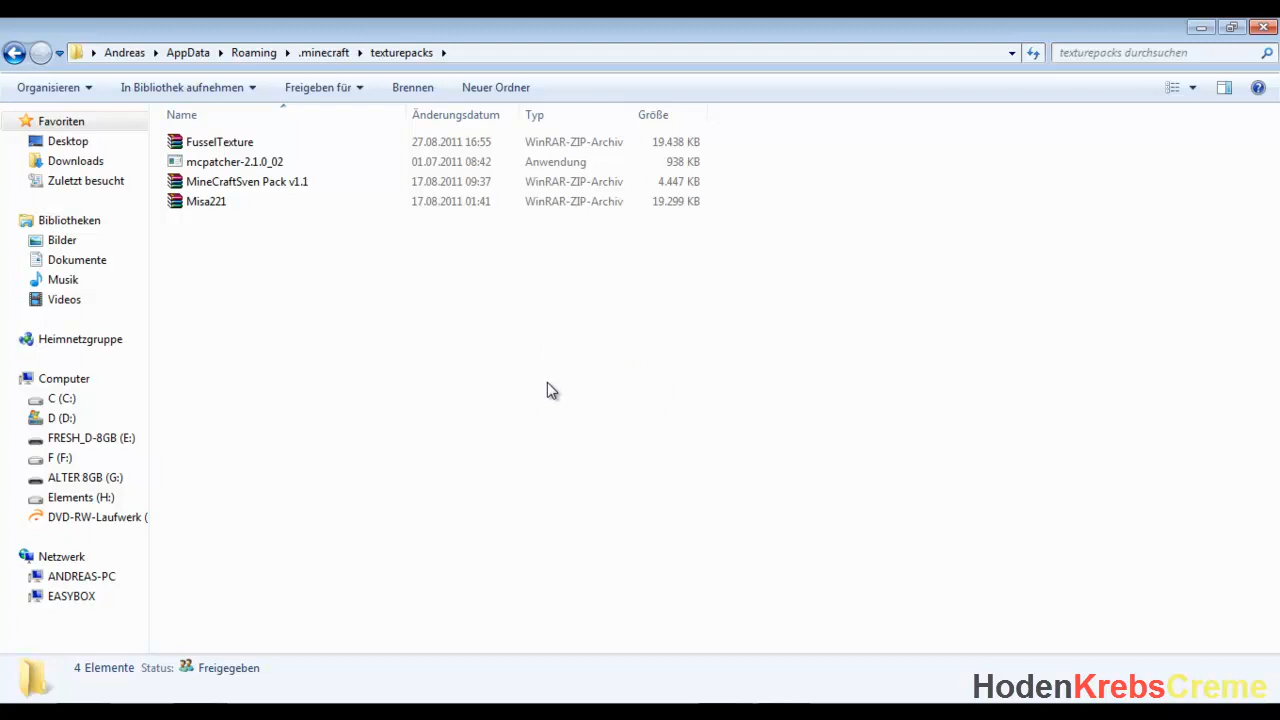 Andreas AppData Roaming .minecraft texturepacks
texturepacks durchsuchen
Organisieren In Bibliothek aufnehmen Freigeben für Brennen Neuer Ordner
Name Änderungsdatum Typ Größe
FusselTexture 27.08.2011 16:55 WinRAR-ZIP-Archiv 19.438 KB
mcpatcher-2.1.0_02 01.07.2011 08:42 Anwendung 938 KB
MineCraftSven Pack v1.1 17.08.2011 09:37 WinRAR-ZIP-Archiv 4.447 KB
Misa221 17.08.2011 01:41 WinRAR-ZIP-Archiv 19.299 KB
Favoriten
Desktop
Downloads
Zuletzt besucht
Bibliotheken
Bilder
Dokumente
Musik
Videos
Heimnetzgruppe
Computer
C (C:)
D (D:)
FRESH_D-8GB (E:)
F (F:)
ALTER 8GB (G:)
Elements (H:)
DVD-RW-Laufwerk (
Netzwerk
ANDREAS-PC
EASYBOX
4 Elemente Status: Freigegeben
HodenKrebsCreme